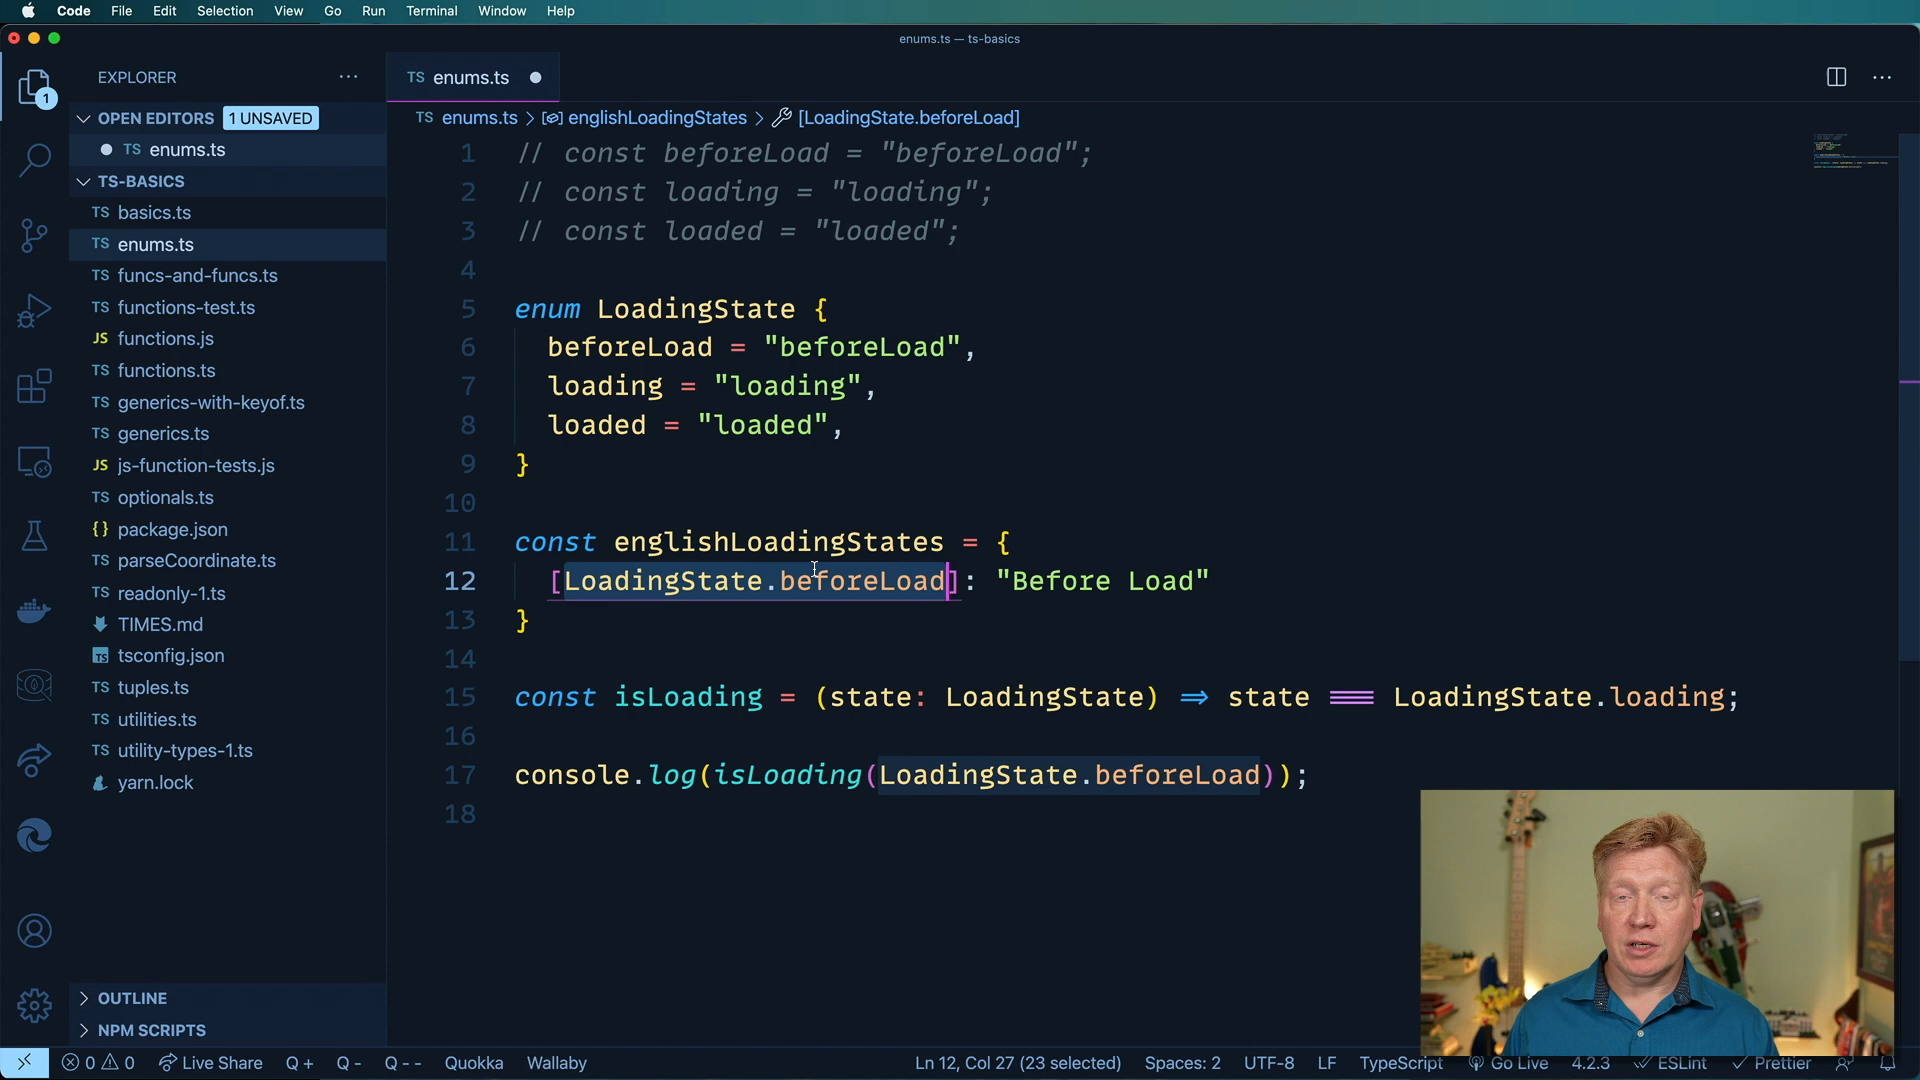 Code File Edit Selection View Go Run Terminal Window Help
enums.ts — ts-basics
EXPLORER ···
TS enums.ts
1
OPEN EDITORS 1 UNSAVED
TS enums.ts
TS-BASICS
TS basics.ts
TS enums.ts
TS funcs-and-funcs.ts
TS functions-test.ts
JS functions.js
TS functions.ts
TS generics-with-keyof.ts
TS generics.ts
JS js-function-tests.js
TS optionals.ts
{} package.json
TS parseCoordinate.ts
TS readonly-1.ts
TIMES.md
TS tsconfig.json
TS tuples.ts
TS utilities.ts
TS utility-types-1.ts
yarn.lock
OUTLINE
NPM SCRIPTS
TS enums.ts > englishLoadingStates > [LoadingState.beforeLoad]
1 // const beforeLoad = "beforeLoad";
2 // const loading = "loading";
3 // const loaded = "loaded";
4
5 enum LoadingState {
6 beforeLoad = "beforeLoad",
7 loading = "loading",
8 loaded = "loaded",
9 }
10
11 const englishLoadingStates = {
12 [LoadingState.beforeLoad]: "Before Load"
13 }
14
15 const isLoading = (state: LoadingState) => state === LoadingState.loading;
16
17 console.log(isLoading(LoadingState.beforeLoad));
18
0 0 Live Share Q + Q - Q - - Quokka Wallaby Ln 12, Col 27 (23 selected) Spaces: 2 UTF-8 LF TypeScript Go Live 4.2.3 ESLint Prettier